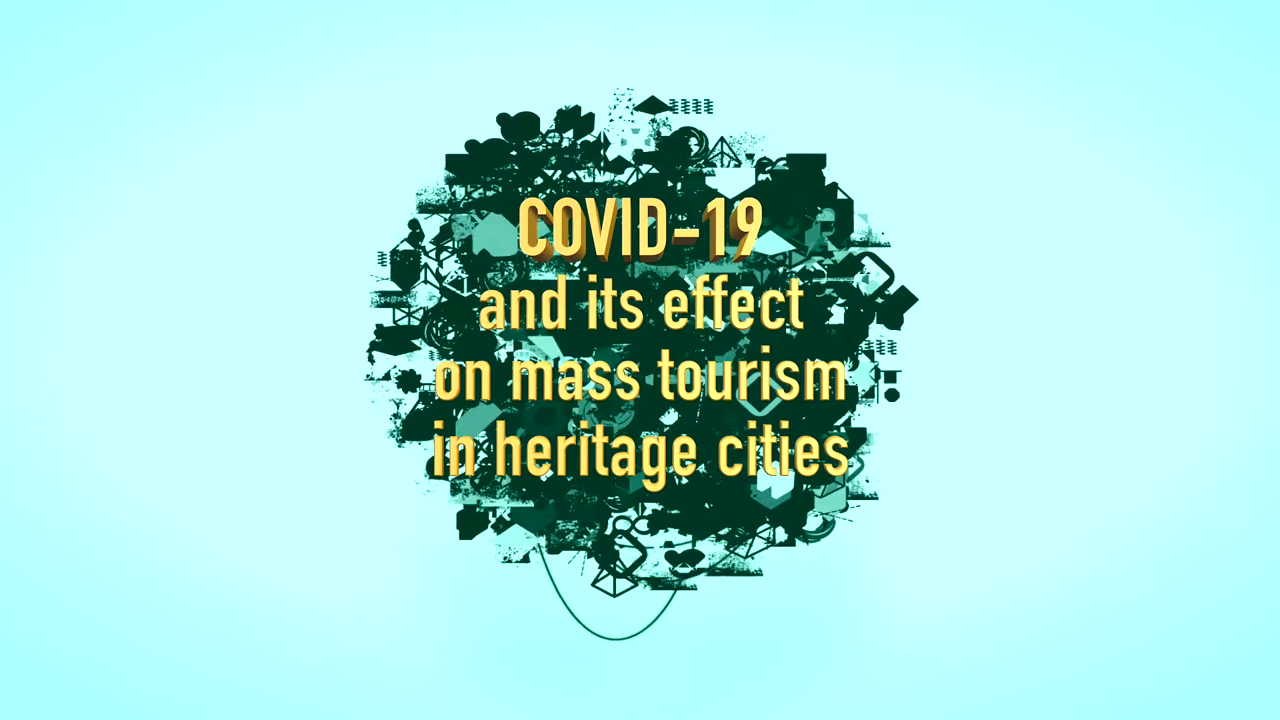 COVID-19
and its effect
on mass tourism
in heritage cities